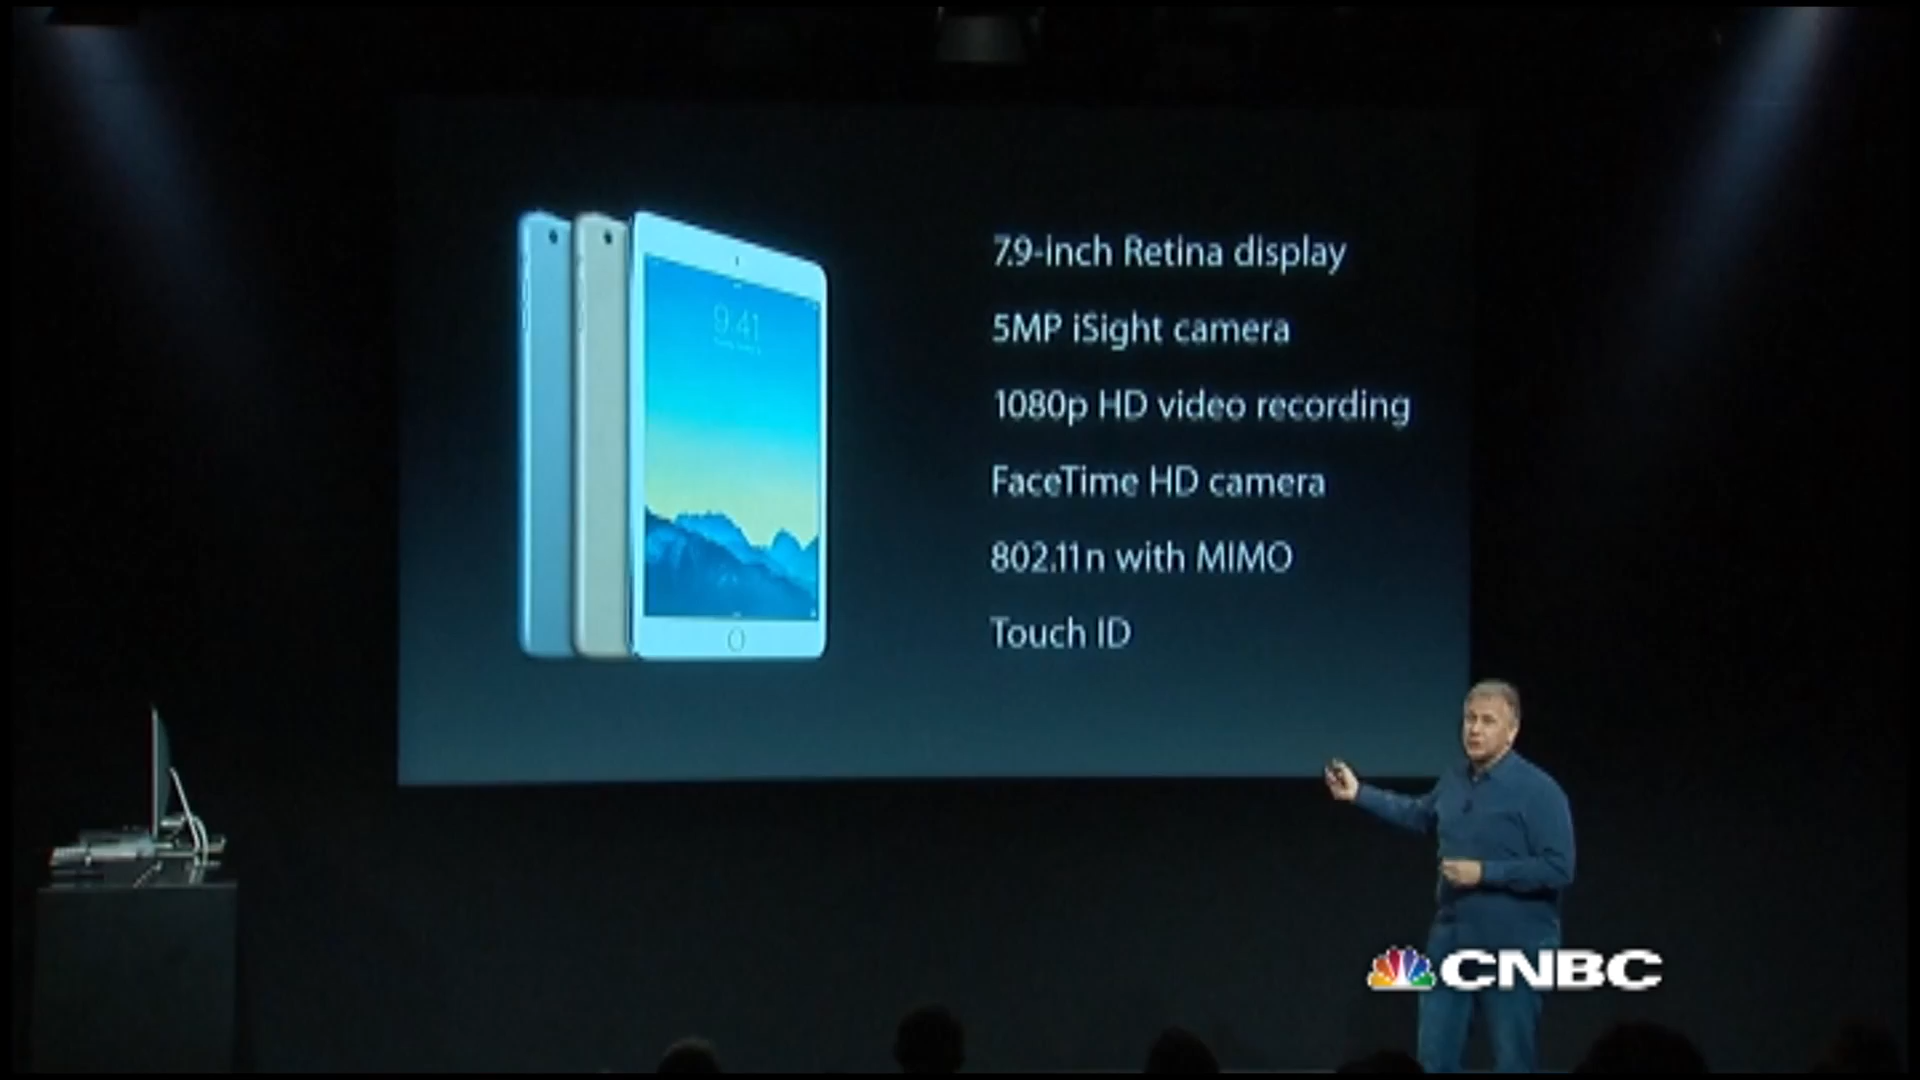 9:41
7.9-inch Retina display
5MP iSight camera
1080p HD video recording
FaceTime HD camera
802.11n with MIMO
Touch ID
CNBC